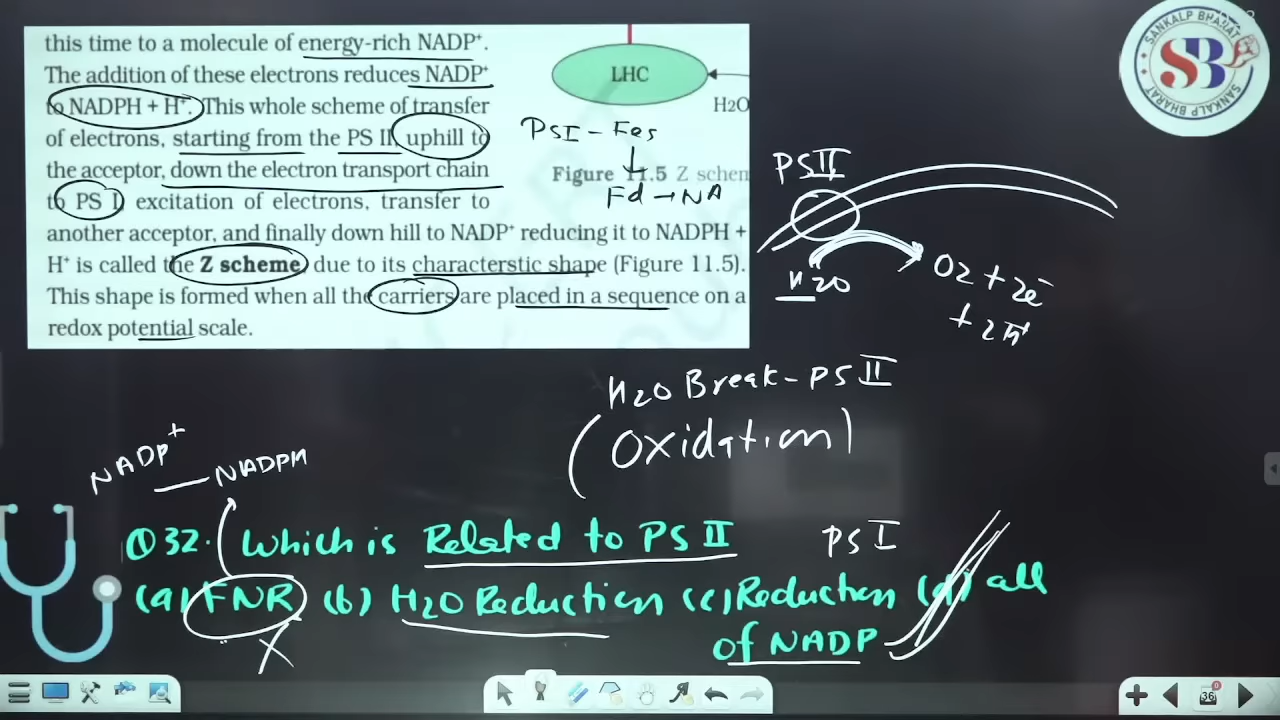 this time to a molecule of energy-rich NADP⁺.
The addition of these electrons reduces NADP⁺
to NADPH + H⁺. This whole scheme of transfer
of electrons, starting from the PS II, uphill to
the acceptor, down the electron transport chain
to PS I, excitation of electrons, transfer to
another acceptor, and finally down hill to NADP⁺ reducing it to NADPH +
H⁺ is called the Z scheme, due to its characterstic shape (Figure 11.5).
This shape is formed when all the carriers are placed in a sequence on a
redox potential scale.
LHC
H2O
PSI - Fes
Figure 11.5 Z schem
Fd → NA
SANKALP BHARAT
SB
SANKALP BHARAT
PSII
H2O
O2 + 2e⁻
+ 2H⁺
H2O Break - PS II
(Oxidation)
NADP⁺
NADPH
Q 32. Which is Related to PS II
PS I
(a) FNR (b) H2O Reduction (c) Reduction (d) all
of NADP
X
36